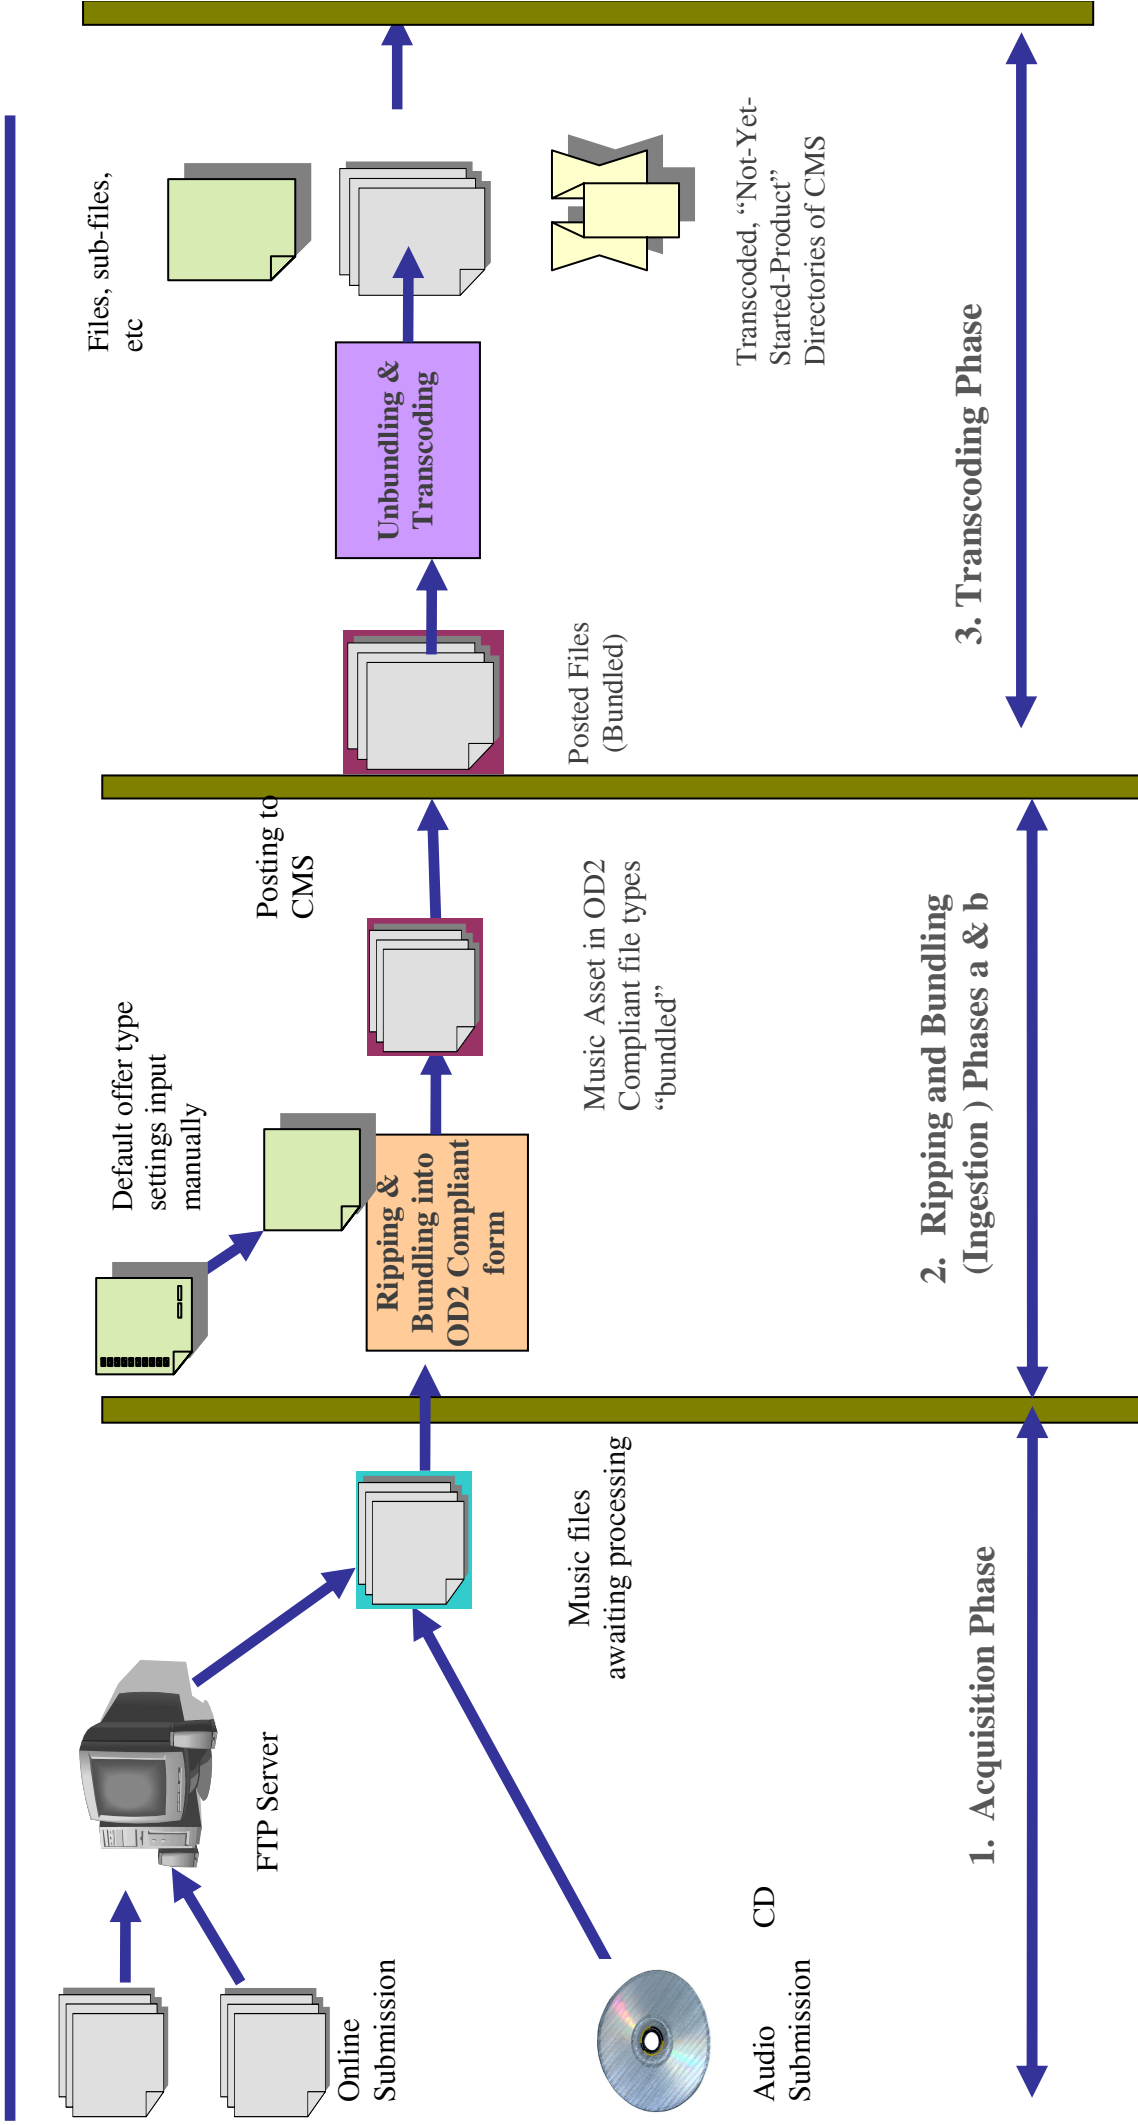 Online
Submission
Audio CD
Submission
FTP Server
Music files
awaiting processing
1. Acquisition Phase
Default offer type
settings input
manually
Ripping &
Bundling into
OD2 Compliant
form
Posting to
CMS
Music Asset in OD2
Compliant file types
“bundled”
2. Ripping and Bundling
(Ingestion ) Phases a & b
Posted Files
(Bundled)
Unbundling &
Transcoding
Files, sub-files,
etc
Transcoded, “Not-Yet-
Started-Product”
Directories of CMS
3. Transcoding Phase